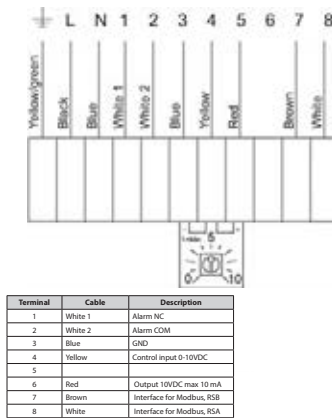 L N 1 2 3 4 5 6 7 8
Yellow/green
Black
Blue
White 1
White 2
Blue
Yellow
Red
Brown
White
5
0 10
Terminal Cable Description
1 White 1 Alarm NC
2 White 2 Alarm COM
3 Blue GND
4 Yellow Control input 0-10VDC
5
6 Red Output 10VDC max 10 mA
7 Brown Interface for Modbus, RSB
8 White Interface for Modbus, RSA